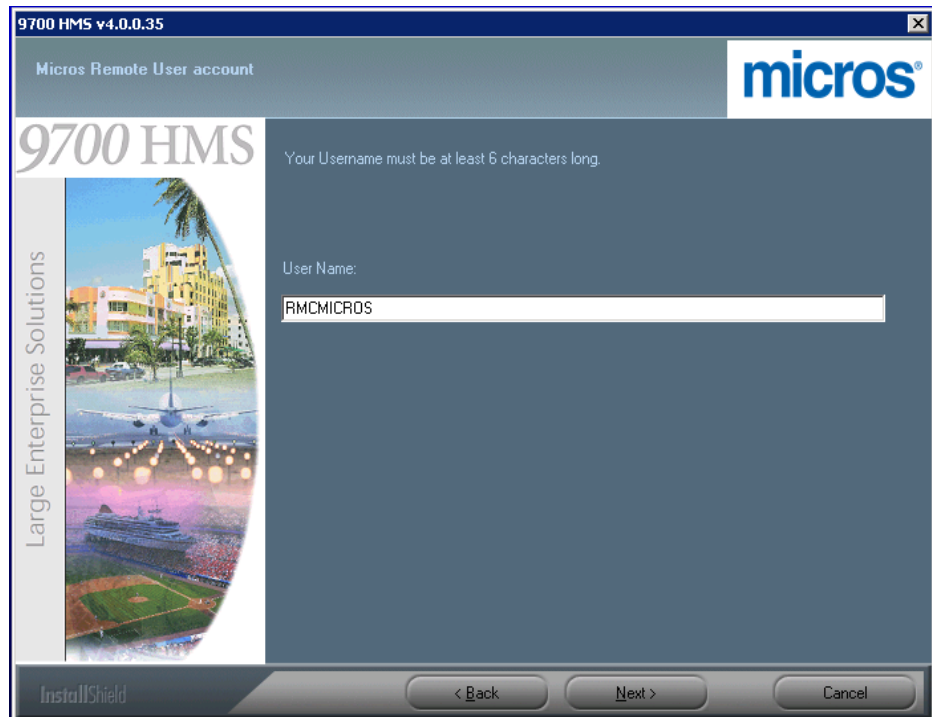 9700 HMS v4.0.0.35
Micros Remote User account
micros®
9700 HMS
Large Enterprise Solutions
Your Username must be at least 6 characters long.
User Name:
RMCMICROS
InstallShield
< Back
Next >
Cancel